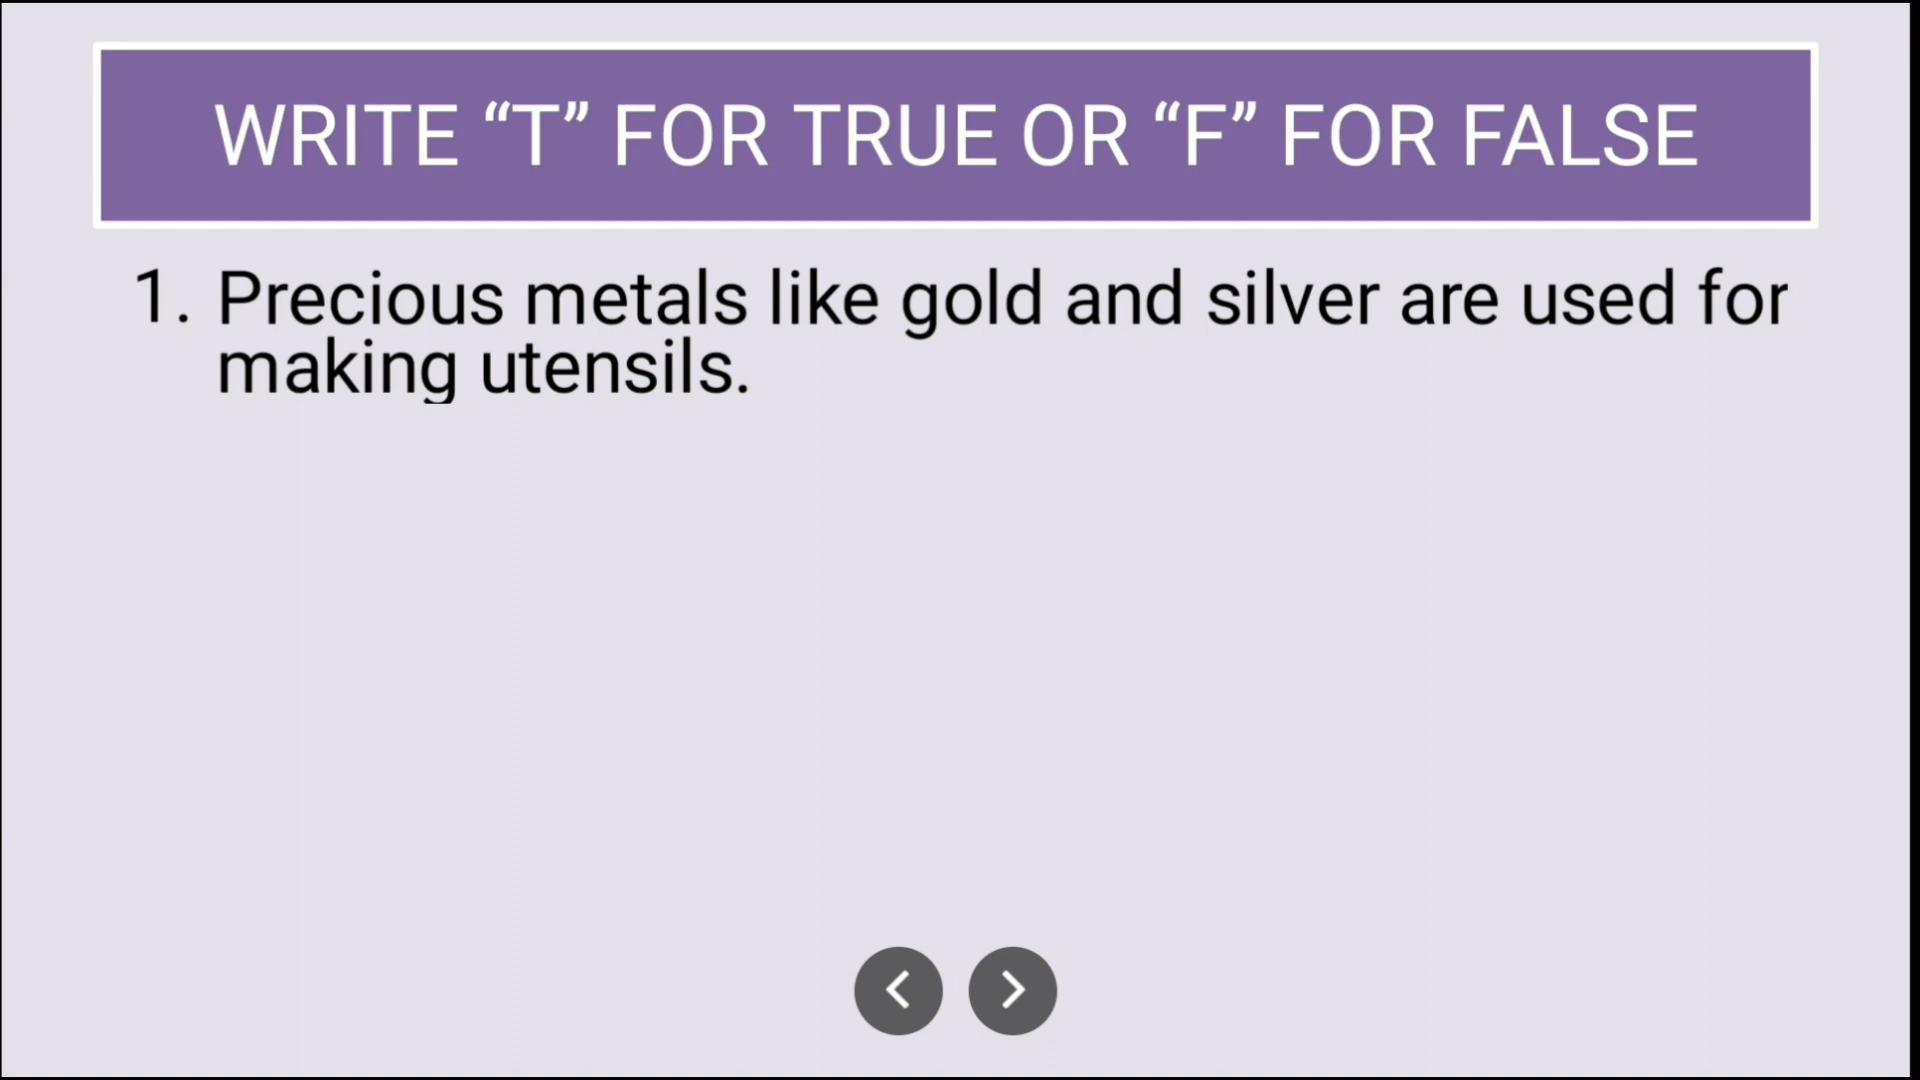 WRITE “T” FOR TRUE OR “F” FOR FALSE
1. Precious metals like gold and silver are used for
making utensils.